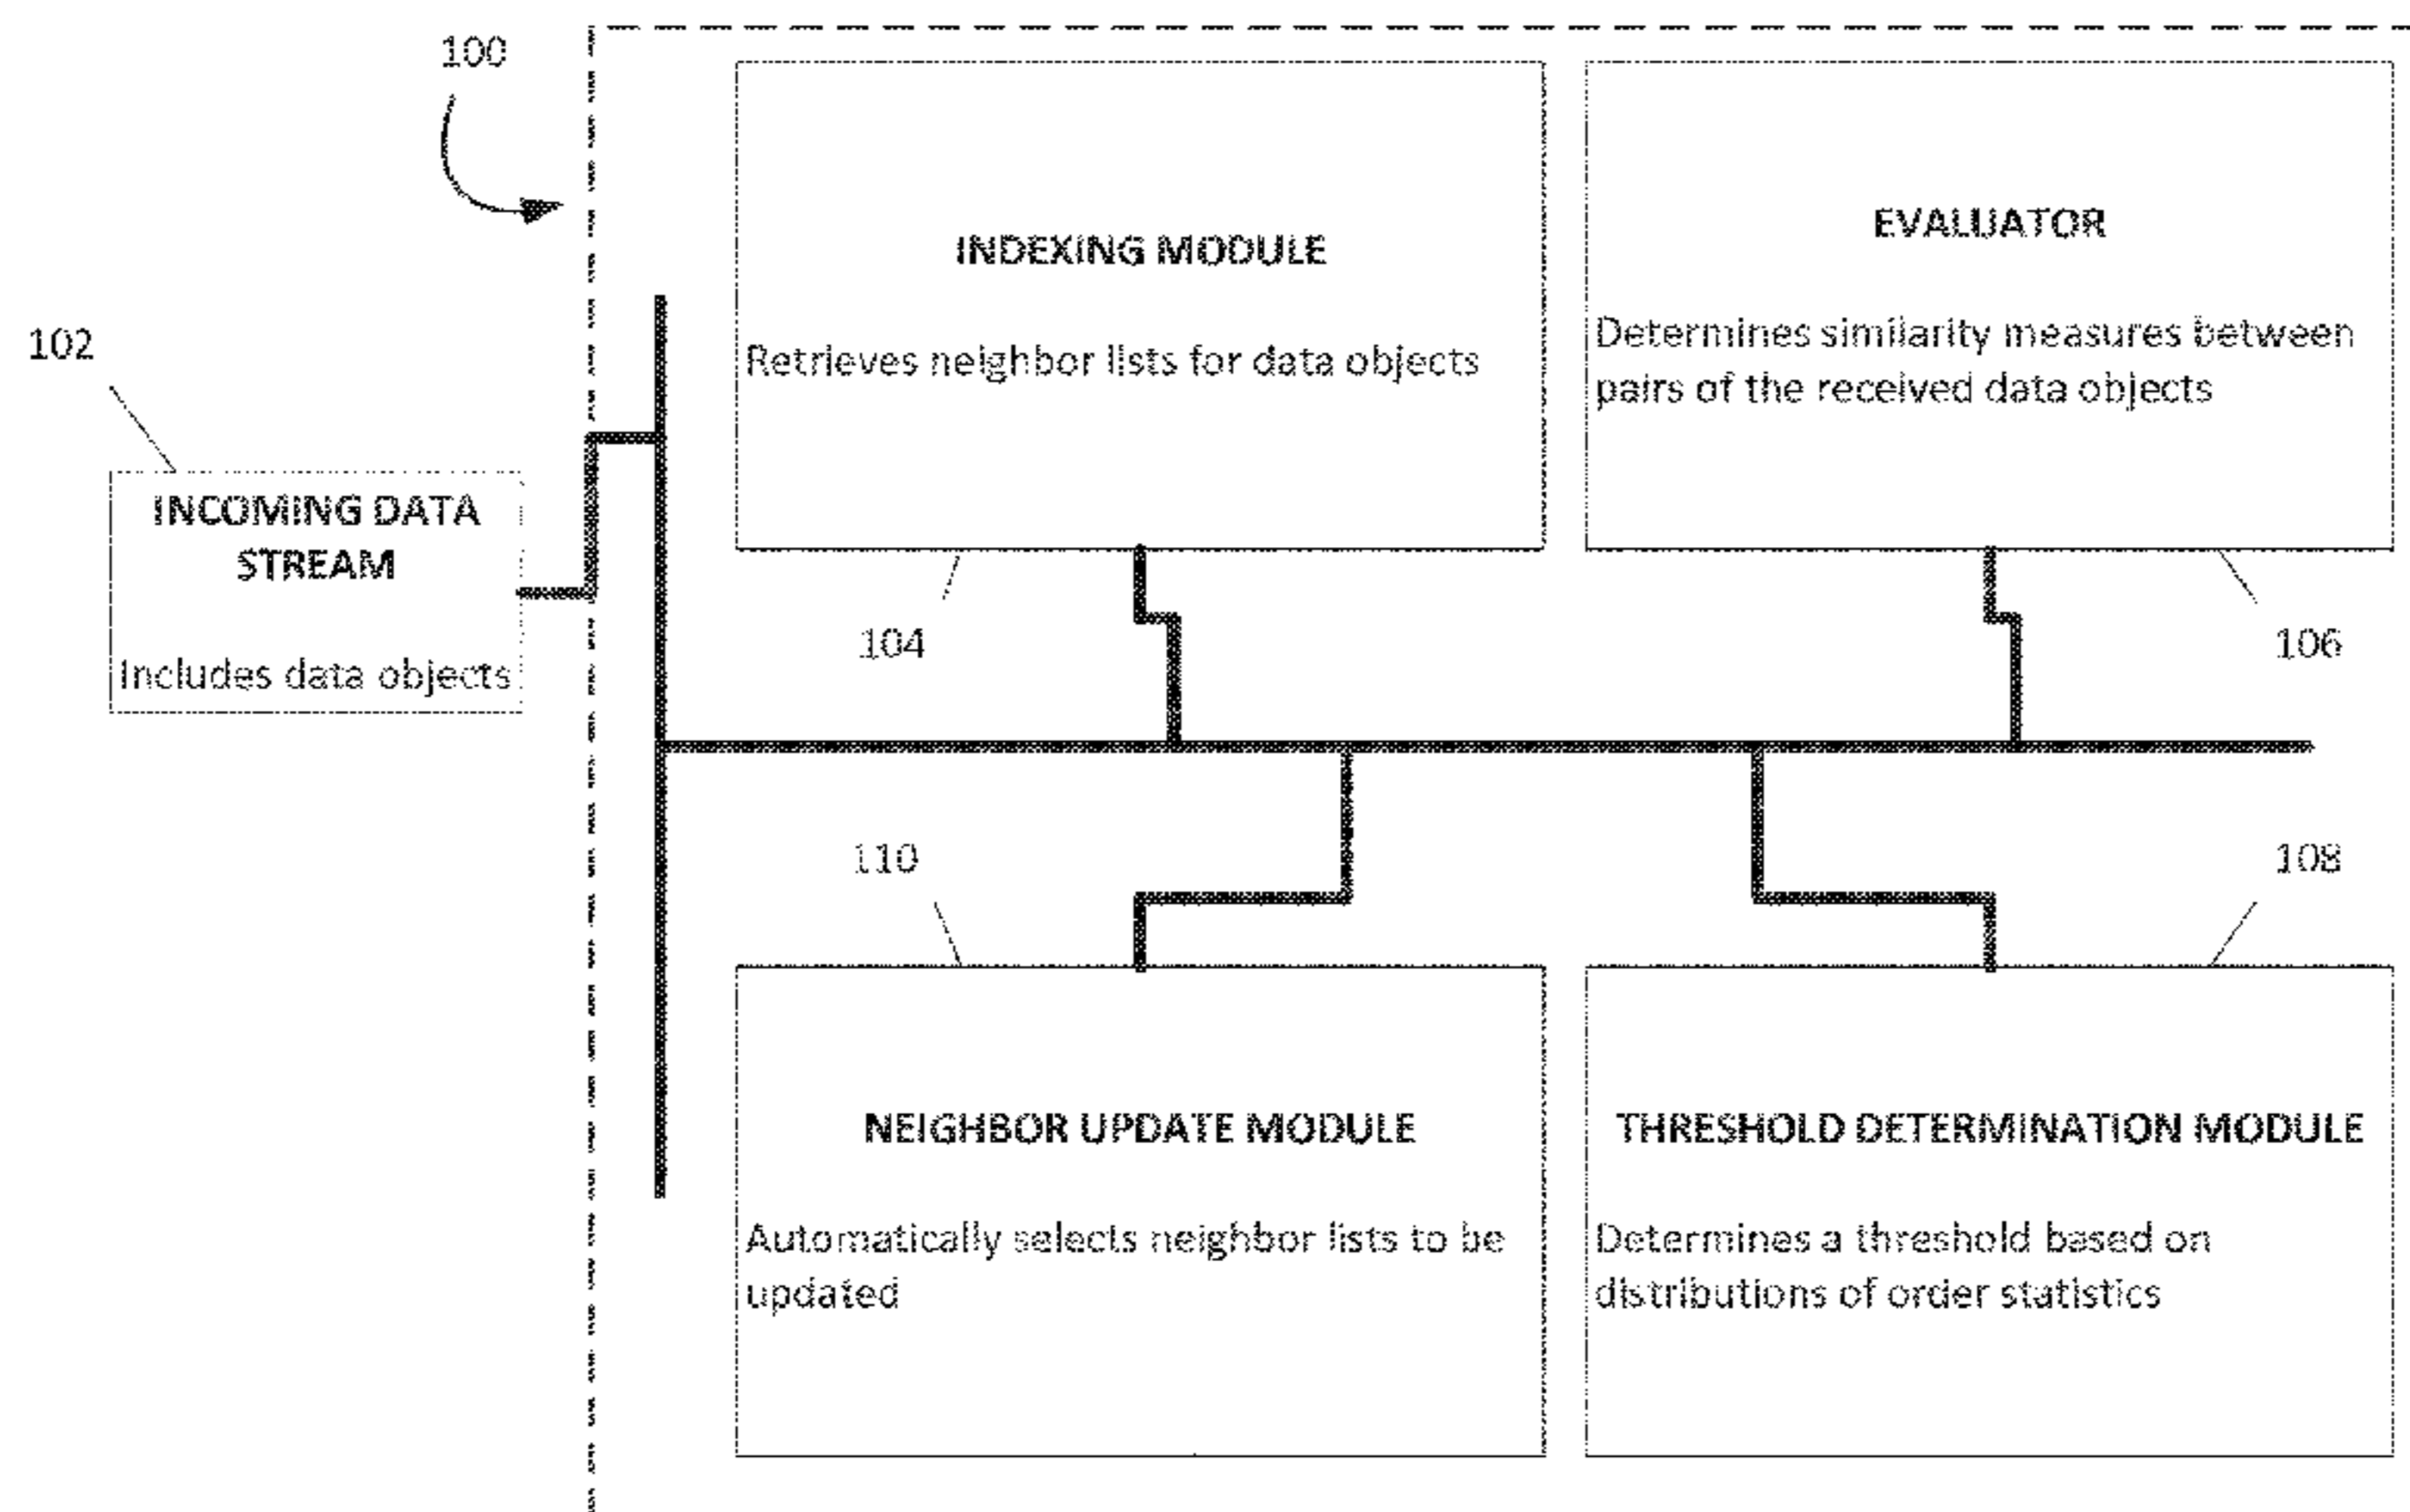 100
INDEXING MODULE
Retrieves neighbor lists for data objects
EVALUATOR
Determines similarity measures between
pairs of the received data objects
102
INCOMING DATA
STREAM
Includes data objects
104
106
110
108
NEIGHBOR UPDATE MODULE
Automatically selects neighbor lists to be
updated
THRESHOLD DETERMINATION MODULE
Determines a threshold based on
distributions of order statistics